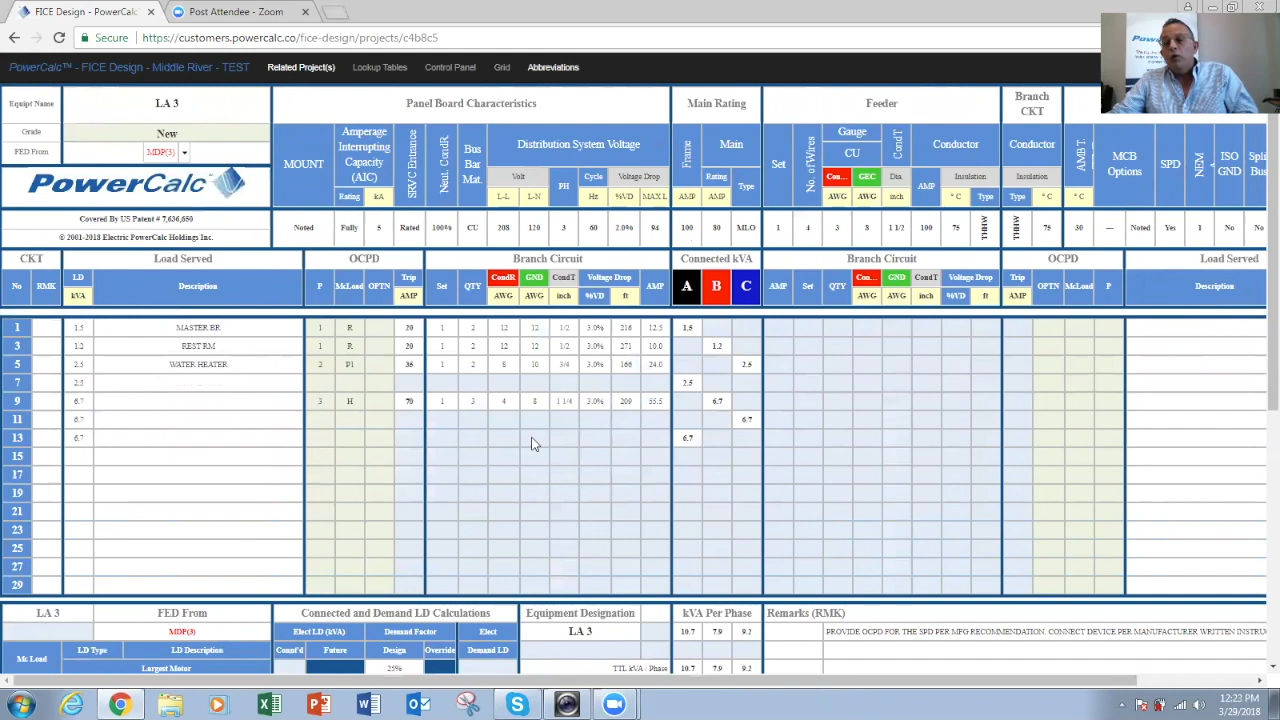 FICE Design - PowerCalc ×
Post Attendee - Zoom ×
Secure https://customers.powercalc.co/fice-design/projects/c4b8c5
PowerCalc™ - FICE Design - Middle River - TEST Related Project(s) Lookup Tables Control Panel Grid Abbreviations
Equipt Name LA 3 Panel Board Characteristics Main Rating Feeder Branch CKT
Grade New
FED From MDP(3)
PowerCalc
MOUNT Amperage Interrupting Capacity (AIC) SRVC Entrance Neut. CondR. Bus Bar Mat. Distribution System Voltage Frame Main Set No. of Wires Gauge CU CondT Conductor Conductor AMB T. MCB Options SPD NEM ISO GND Split Bus
Volt PH Cycle Voltage Drop Rating Type Con... GEC Dia. AMP Insulation Insulation
Rating kA L-L L-N Hz %VD MAX L AMP AMP AWG AWG inch ° C Type Type ° C ° C
Covered By US Patent # 7,636,650
© 2001-2018 Electric PowerCalc Holdings Inc.
Noted Fully 5 Rated 100% CU 208 120 3 60 2.0% 94 100 80 MLO 1 4 3 8 1 1/2 100 75 THHW THHW 75 30 --- Noted Yes 1 No No
CKT Load Served OCPD Branch Circuit Connected kVA Branch Circuit OCPD Load Served
No RMK LD Description P McLoad OPTN Trip Set QTY CondR GND CondT Voltage Drop AMP A B C AMP Set QTY Con... GND CondT Voltage Drop Trip OPTN McLoad P Description
kVA AMP AWG AWG inch %VD ft AWG AWG inch %VD ft AMP
1 1.5 MASTER BR 1 R 20 1 2 12 12 1/2 3.0% 216 12.5 1.5
3 1.2 REST RM 1 R 20 1 2 12 12 1/2 3.0% 271 10.0 1.2
5 2.5 WATER HEATER 2 P1 35 1 2 8 10 3/4 3.0% 166 24.0 2.5
7 2.5 2.5
9 6.7 3 H 70 1 3 4 8 1 1/4 3.0% 209 55.5 6.7
11 6.7 6.7
13 6.7 6.7
15
17
19
21
23
25
27
29
LA 3 FED From Connected and Demand LD Calculations Equipment Designation kVA Per Phase Remarks (RMK)
MDP(3) Elect LD (kVA) Demand Factor Elect LA 3 10.7 7.9 9.2 PROVIDE OCPD FOR THE SPD PER MFG RECOMMENDATION. CONNECT DEVICE PER MANUFACTURER WRITTEN INSTRU
Mc Load LD Type LD Description Count'd Future Design Override Demand LD
Largest Motor 25% TTL kVA / Phase 10.7 7.9 9.2
12:23 PM
3/29/2018